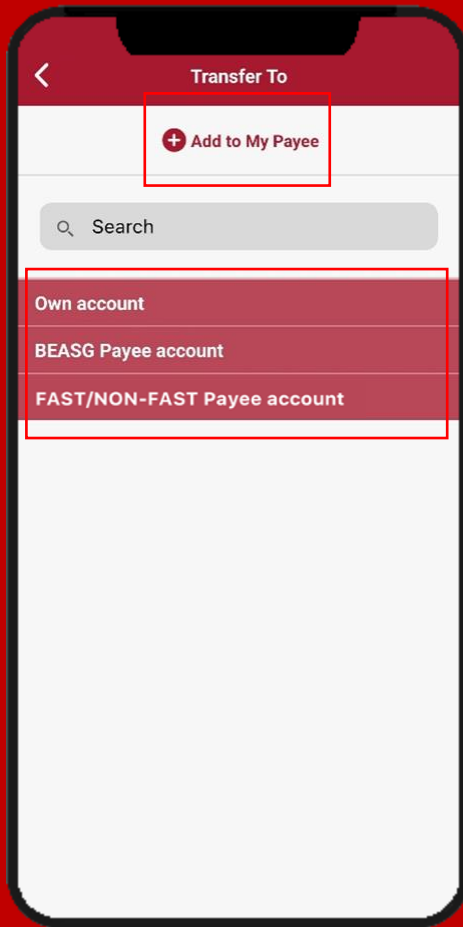 Transfer To
Add to My Payee
Search
Own account
BEASG Payee account
FAST/NON-FAST Payee account